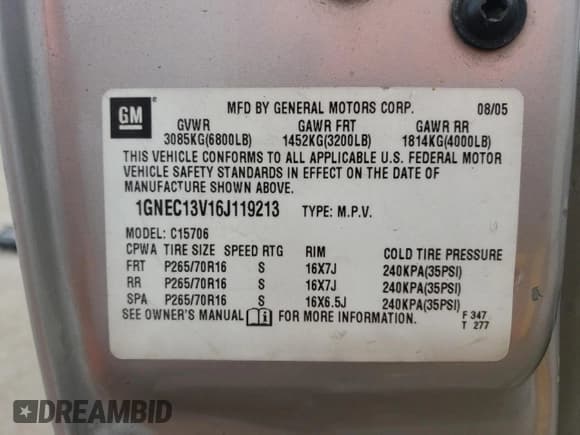 GM
MFD BY GENERAL MOTORS CORP. 08/05
GVWR GAWR FRT GAWR RR
3085KG(6800LB) 1452KG(3200LB) 1814KG(4000LB)
THIS VEHICLE CONFORMS TO ALL APPLICABLE U.S. FEDERAL MOTOR
VEHICLE SAFETY STANDARDS IN EFFECT ON THE DATE OF
MANUFACTURE SHOWN ABOVE.
1GNEC13V16J119213 TYPE: M.P.V.
MODEL: C15706
CPWA TIRE SIZE SPEED RTG RIM COLD TIRE PRESSURE
FRT P265/70R16 S 16X7J 240KPA(35PSI)
RR P265/70R16 S 16X7J 240KPA(35PSI)
SPA P265/70R16 S 16X6.5J 240KPA(35PSI)
SEE OWNER'S MANUAL i FOR MORE INFORMATION. F 347
T 277
DREAMBID